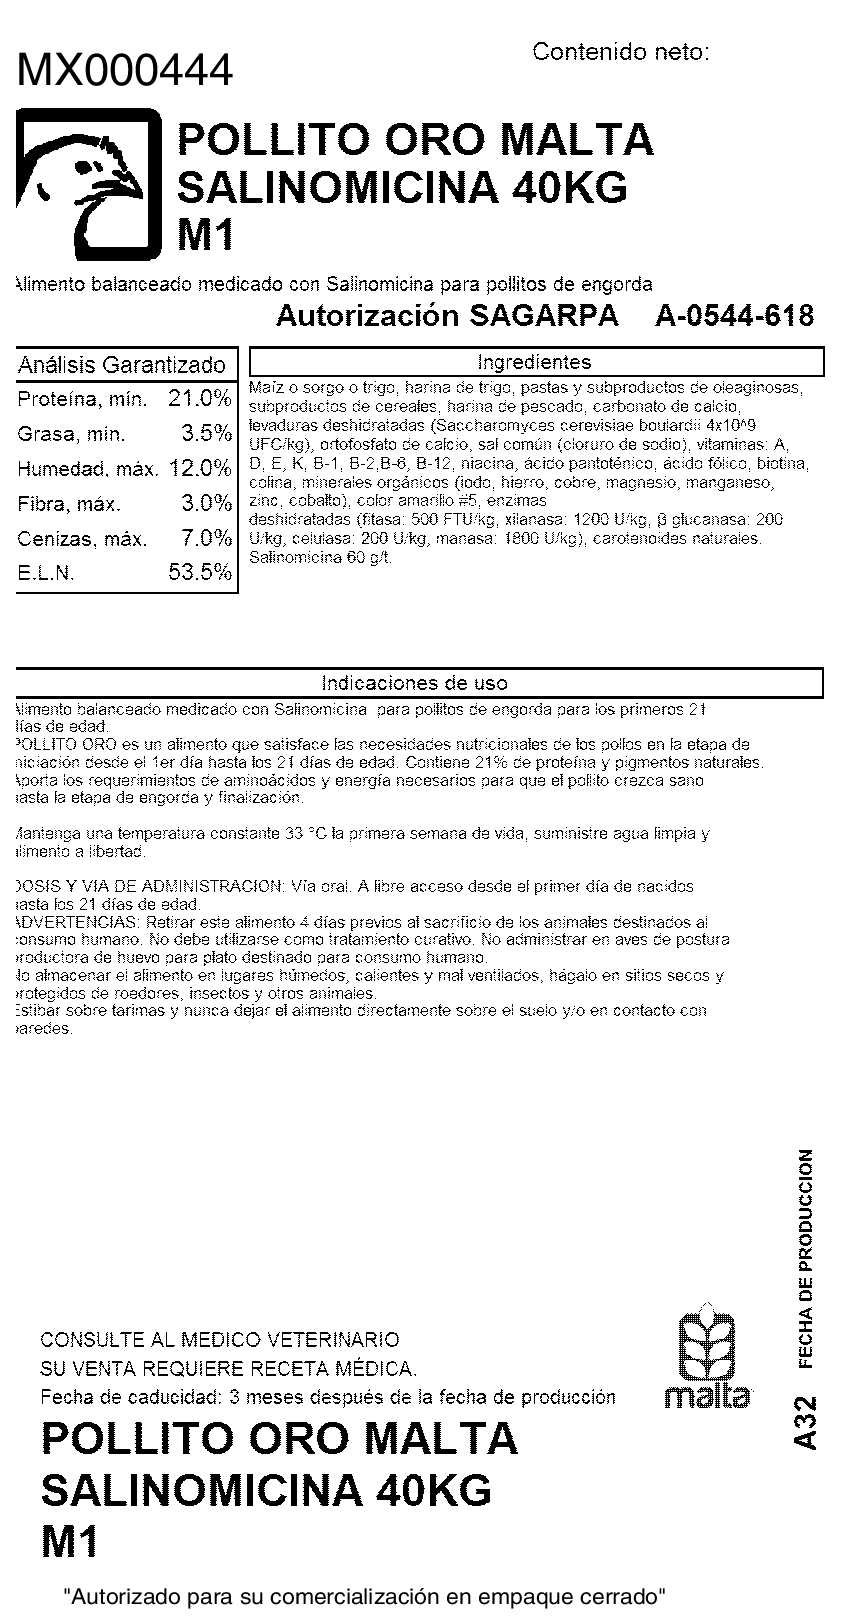 Contenido neto:
MX000444
POLLITO ORO MALTA
SALINOMICINA 40KG
M1
Alimento balanceado medicado con Salinomicina para pollitos de engorda
Autorización SAGARPA A-0544-618
Análisis Garantizado
Proteína, mín. 21.0%
Grasa, mín. 3.5%
Humedad, máx. 12.0%
Fibra, máx. 3.0%
Cenizas, máx. 7.0%
E.L.N. 53.5%
Ingredientes
Maíz o sorgo o trigo, harina de trigo, pastas y subproductos de oleaginosas,
subproductos de cereales, harina de pescado, carbonato de calcio,
levaduras deshidratadas (Saccharomyces cerevisiae boulardii 4x10^9
UFC/kg), ortofosfato de calcio, sal común (cloruro de sodio), vitaminas: A,
D, E, K, B-1, B-2,B-6, B-12, niacina, ácido pantoténico, ácido fólico, biotina,
colina, minerales orgánicos (iodo, hierro, cobre, magnesio, manganeso,
zinc, cobalto), color amarillo #5, enzimas
deshidratadas (fitasa: 500 FTU/kg, xilanasa: 1200 U/kg, β glucanasa: 200
U/kg, celulasa: 200 U/kg, manasa: 1800 U/kg), carotenoides naturales.
Salinomicina 60 g/t.
Indicaciones de uso
Alimento balanceado medicado con Salinomicina para pollitos de engorda para los primeros 21
días de edad.
POLLITO ORO es un alimento que satisface las necesidades nutricionales de los pollos en la etapa de
iniciación desde el 1er día hasta los 21 días de edad. Contiene 21% de proteína y pigmentos naturales.
Aporta los requerimientos de aminoácidos y energía necesarios para que el pollito crezca sano
hasta la etapa de engorda y finalización.
Mantenga una temperatura constante 33 °C la primera semana de vida, suministre agua limpia y
alimento a libertad.
DOSIS Y VIA DE ADMINISTRACION: Vía oral. A libre acceso desde el primer día de nacidos
hasta los 21 días de edad.
ADVERTENCIAS: Retirar este alimento 4 días previos al sacrificio de los animales destinados al
consumo humano. No debe utilizarse como tratamiento curativo. No administrar en aves de postura
productora de huevo para plato destinado para consumo humano.
No almacenar el alimento en lugares húmedos, calientes y mal ventilados, hágalo en sitios secos y
protegidos de roedores, insectos y otros animales.
Estibar sobre tarimas y nunca dejar el alimento directamente sobre el suelo y/o en contacto con
paredes.
A32 FECHA DE PRODUCCION
CONSULTE AL MEDICO VETERINARIO
SU VENTA REQUIERE RECETA MÉDICA.
Fecha de caducidad: 3 meses después de la fecha de producción
malta
POLLITO ORO MALTA
SALINOMICINA 40KG
M1
"Autorizado para su comercialización en empaque cerrado"